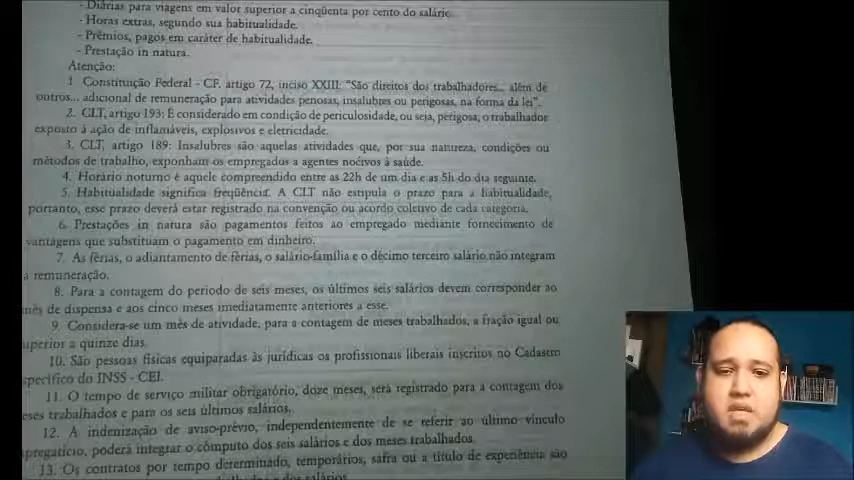 - Diárias para viagens em valor superior a cinqüenta por cento do salário.
- Horas extras, segundo sua habitualidade.
- Prêmios, pagos em caráter de habitualidade.
- Prestação in natura.
Atenção:
1 Constituição Federal - CF. artigo 72, inciso XXIII: "São direitos dos trabalhadores... além de
outros... adicional de remuneração para atividades penosas, insalubres ou perigosas, na forma da lei".
2. CLT, artigo 193: É considerado em condição de periculosidade, ou seja, perigosa, o trabalhador
exposto à ação de inflamáveis, explosivos e eletricidade.
3. CLT, artigo 189: Insalubres são aquelas atividades que, por sua natureza, condições ou
métodos de trabalho, exponham os empregados a agentes nocivos à saúde.
4. Horário noturno é aquele compreendido entre as 22h de um dia e as 5h do dia seguinte.
5. Habitualidade significa freqüência. A CLT não estipula o prazo para a habitualidade,
portanto, esse prazo deverá estar registrado na convenção ou acordo coletivo de cada categoria.
6. Prestações in natura são pagamentos feitos ao empregado mediante fornecimento de
vantagens que substituam o pagamento em dinheiro.
7. As férias, o adiantamento de férias, o salário-família e o décimo terceiro salário não integram
a remuneração.
8. Para a contagem do período de seis meses, os últimos seis salários devem corresponder ao
mês de dispensa e aos cinco meses imediatamente anteriores a esse.
9. Considera-se um mês de atividade, para a contagem de meses trabalhados, a fração igual ou
uperior a quinze dias.
10. São pessoas físicas equiparadas às jurídicas os profissionais liberais inscritos no Cadastro
specífico do INSS - CEI.
11. O tempo de serviço militar obrigatório, doze meses, será registrado para a contagem dos
eses trabalhados e para os seis últimos salários.
12. A indenização de aviso-prévio, independentemente de se referir ao último vínculo
pregatício, poderá integrar o cômputo dos seis salários e dos meses trabalhados.
13. Os contratos por tempo determinado, temporários, safra ou a título de experiência são
dos salários